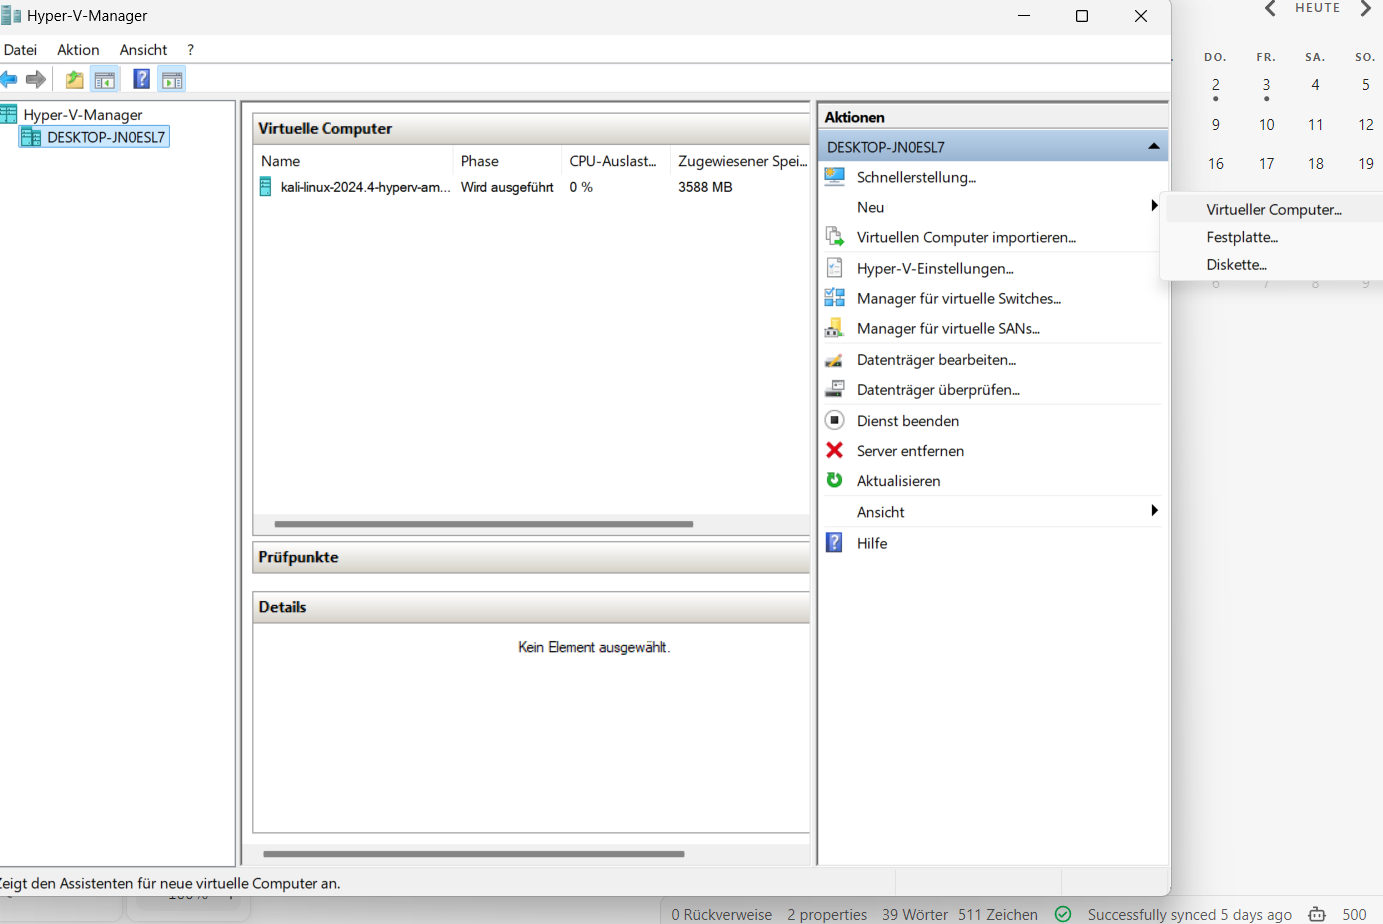 Hyper-V-Manager
HEUTE
Datei Aktion Ansicht ?
DO. FR. SA. SO.
2 3 4 5
9 10 11 12
16 17 18 19
6 7 8 9
Hyper-V-Manager
DESKTOP-JN0ESL7
Virtuelle Computer
Name Phase CPU-Auslast... Zugewiesener Spei...
kali-linux-2024.4-hyperv-am... Wird ausgeführt 0 % 3588 MB
Prüfpunkte
Details
Kein Element ausgewählt.
Aktionen
DESKTOP-JN0ESL7
Schnellerstellung...
Neu
Virtuellen Computer importieren...
Hyper-V-Einstellungen...
Manager für virtuelle Switches...
Manager für virtuelle SANs...
Datenträger bearbeiten...
Datenträger überprüfen...
Dienst beenden
Server entfernen
Aktualisieren
Ansicht
Hilfe
Virtueller Computer...
Festplatte...
Diskette...
Zeigt den Assistenten für neue virtuelle Computer an.
0 Rückverweise 2 properties 39 Wörter 511 Zeichen Successfully synced 5 days ago 500